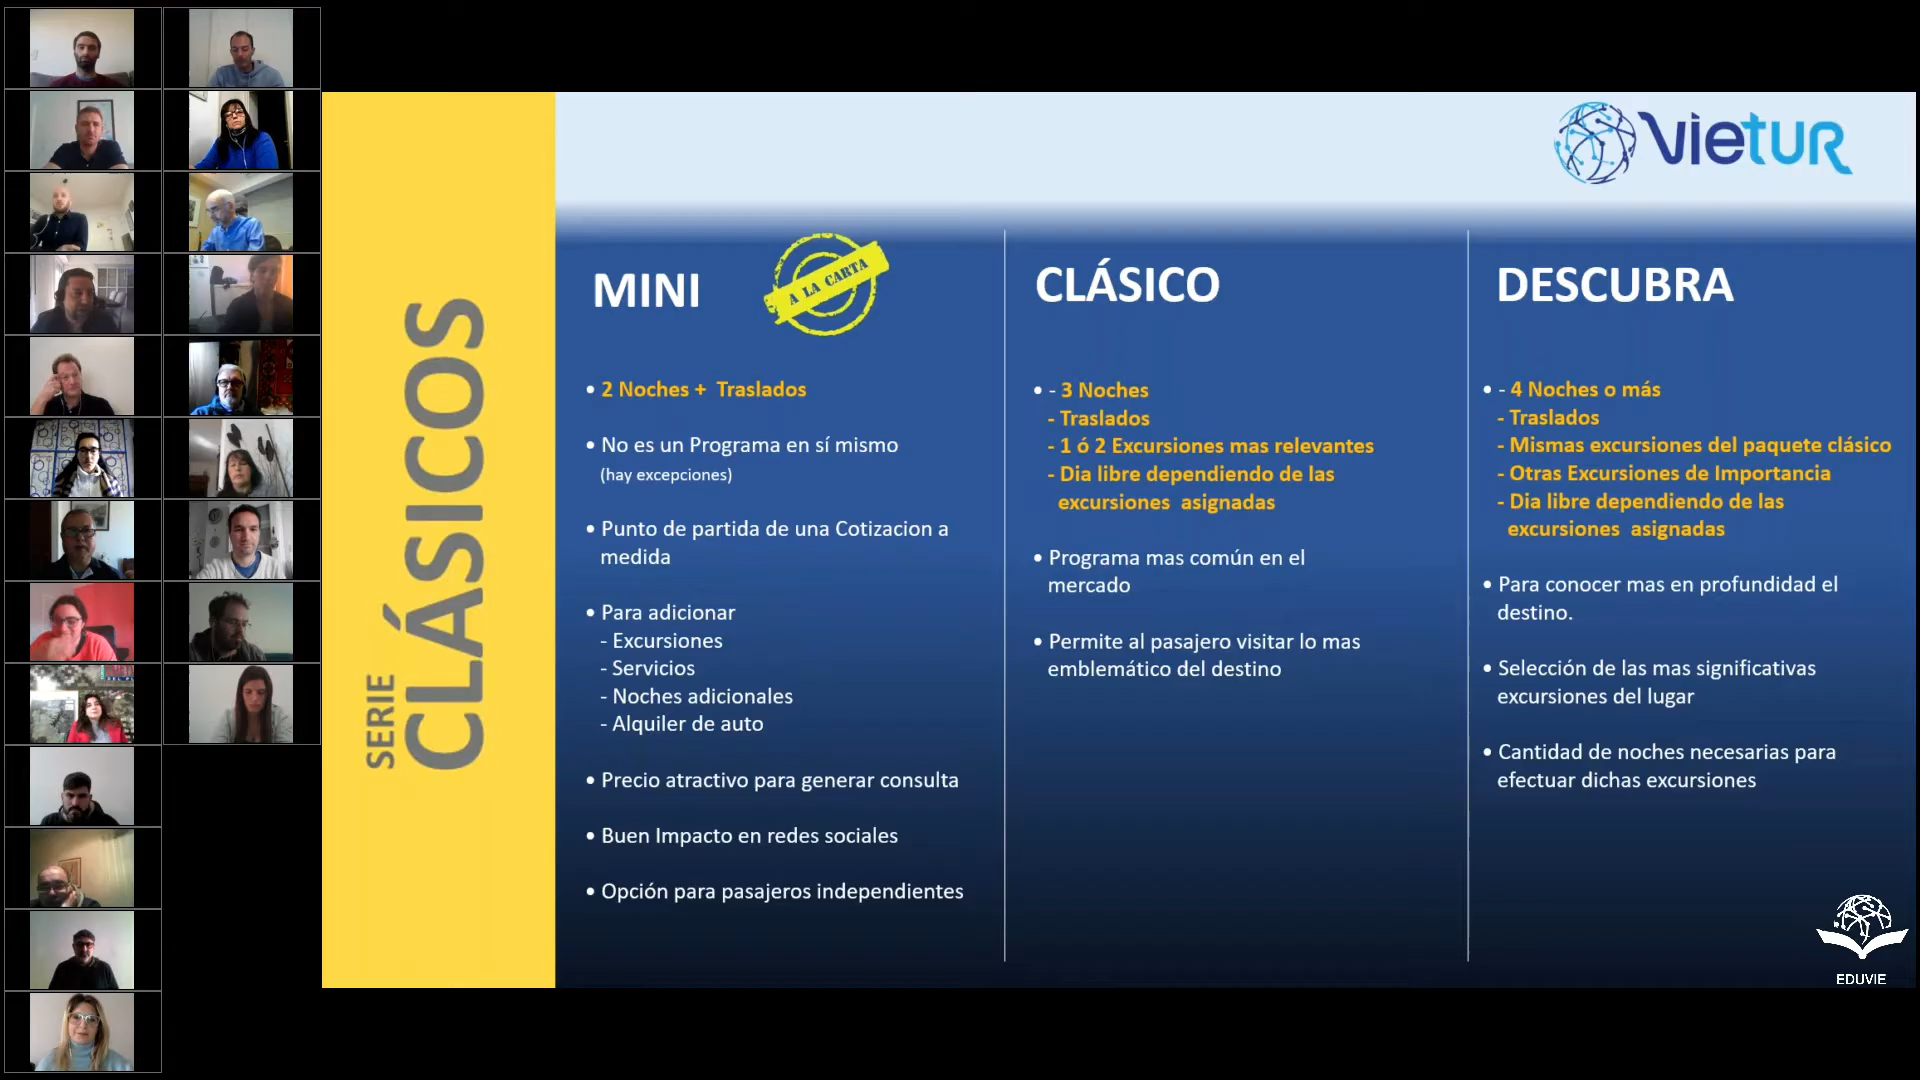 SERIE
CLÁSICOS
vietur
MINI
A LA CARTA
• 2 Noches + Traslados
• No es un Programa en sí mismo
(hay excepciones)
• Punto de partida de una Cotizacion a
medida
• Para adicionar
- Excursiones
- Servicios
- Noches adicionales
- Alquiler de auto
• Precio atractivo para generar consulta
• Buen Impacto en redes sociales
• Opción para pasajeros independientes
CLÁSICO
• - 3 Noches
- Traslados
- 1 ó 2 Excursiones mas relevantes
- Dia libre dependiendo de las
excursiones asignadas
• Programa mas común en el
mercado
• Permite al pasajero visitar lo mas
emblemático del destino
DESCUBRA
• - 4 Noches o más
- Traslados
- Mismas excursiones del paquete clásico
- Otras Excursiones de Importancia
- Dia libre dependiendo de las
excursiones asignadas
• Para conocer mas en profundidad el
destino.
• Selección de las mas significativas
excursiones del lugar
• Cantidad de noches necesarias para
efectuar dichas excursiones
EDUVIE